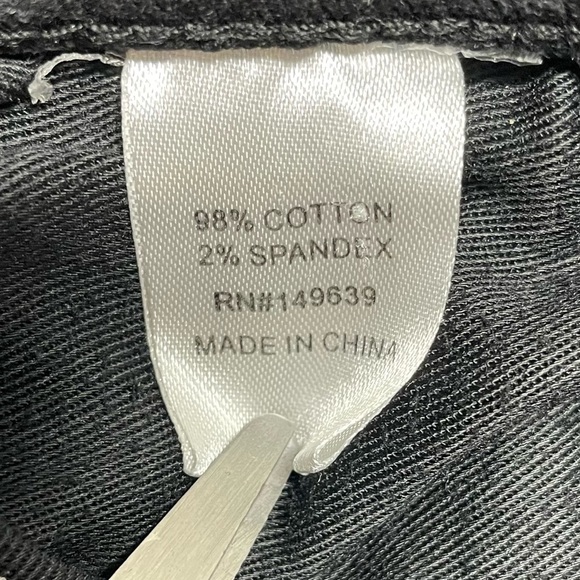 98% COTTON
2% SPANDEX
RN#149639
MADE IN CHINA